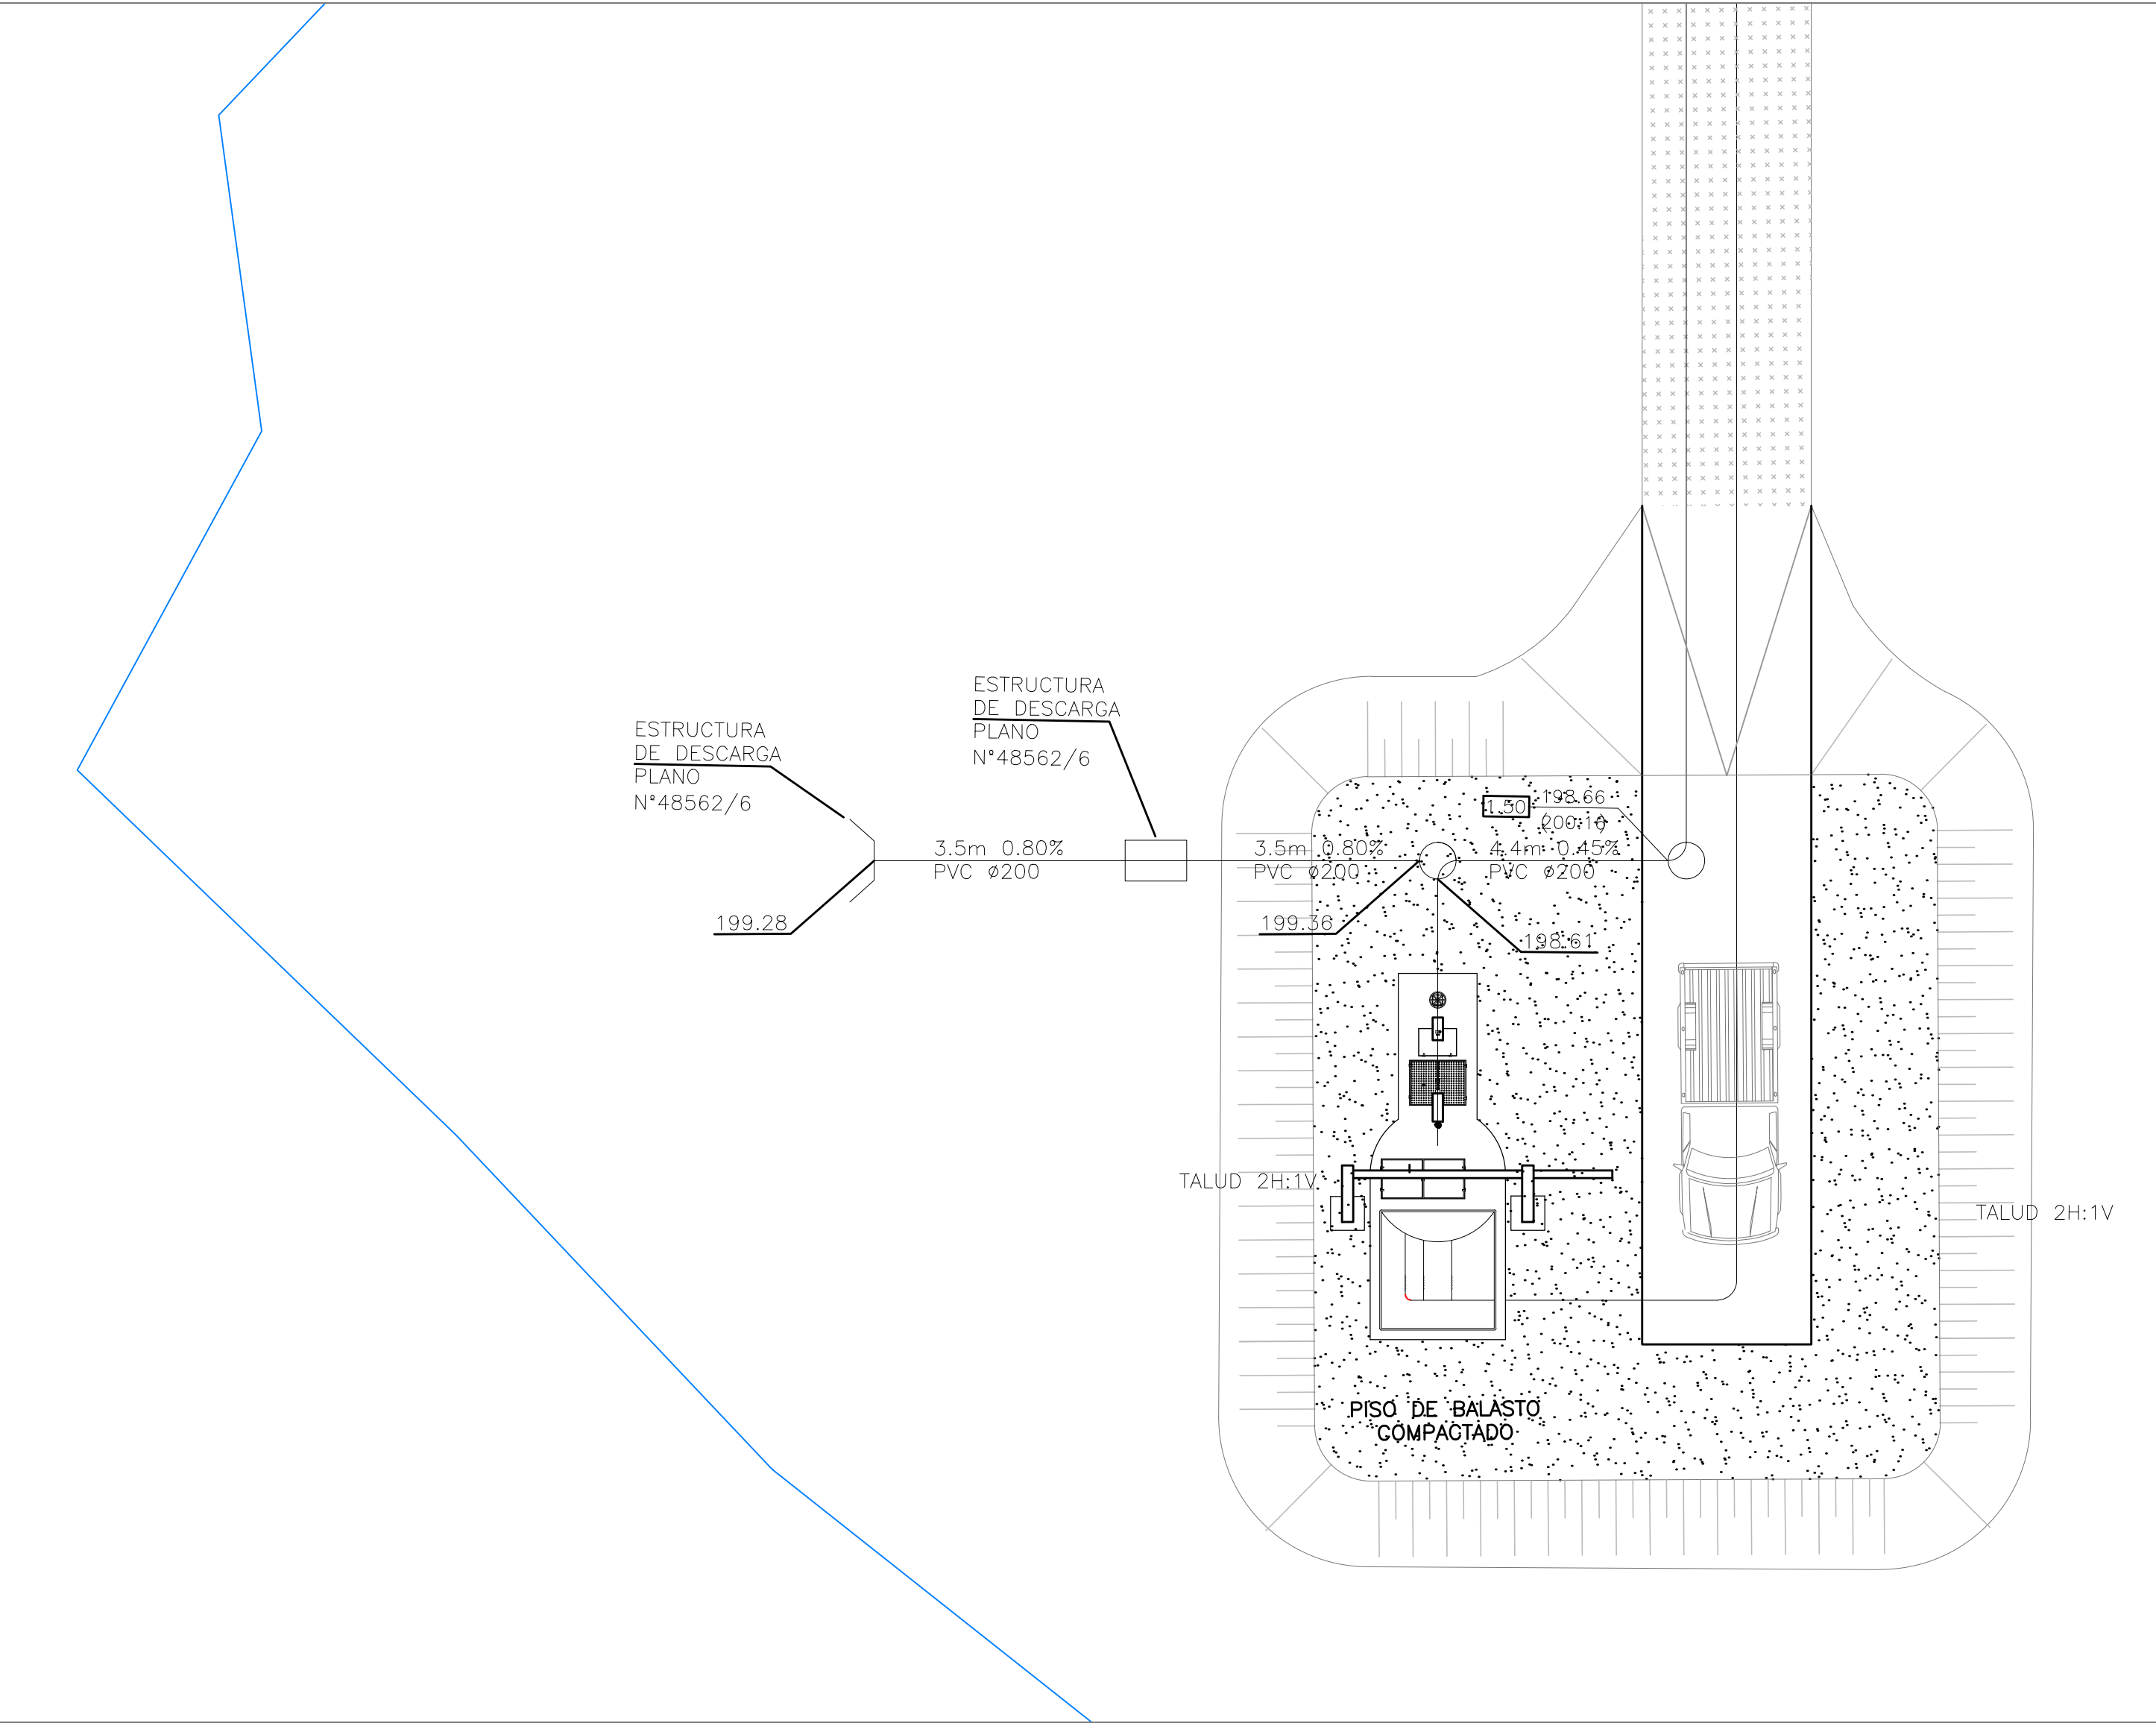 ESTRUCTURA
DE DESCARGA
PLANO
N°48562/6
ESTRUCTURA
DE DESCARGA
PLANO
N°48562/6
1.50
198.66
(200.16)
3.5m 0.80%
PVC ø200
3.5m 0.80%
PVC ø200
4.4m 0.45%
PVC ø200
199.28
199.36
198.61
TALUD 2H:1V
TALUD 2H:1V
PISO DE BALASTO
COMPACTADO